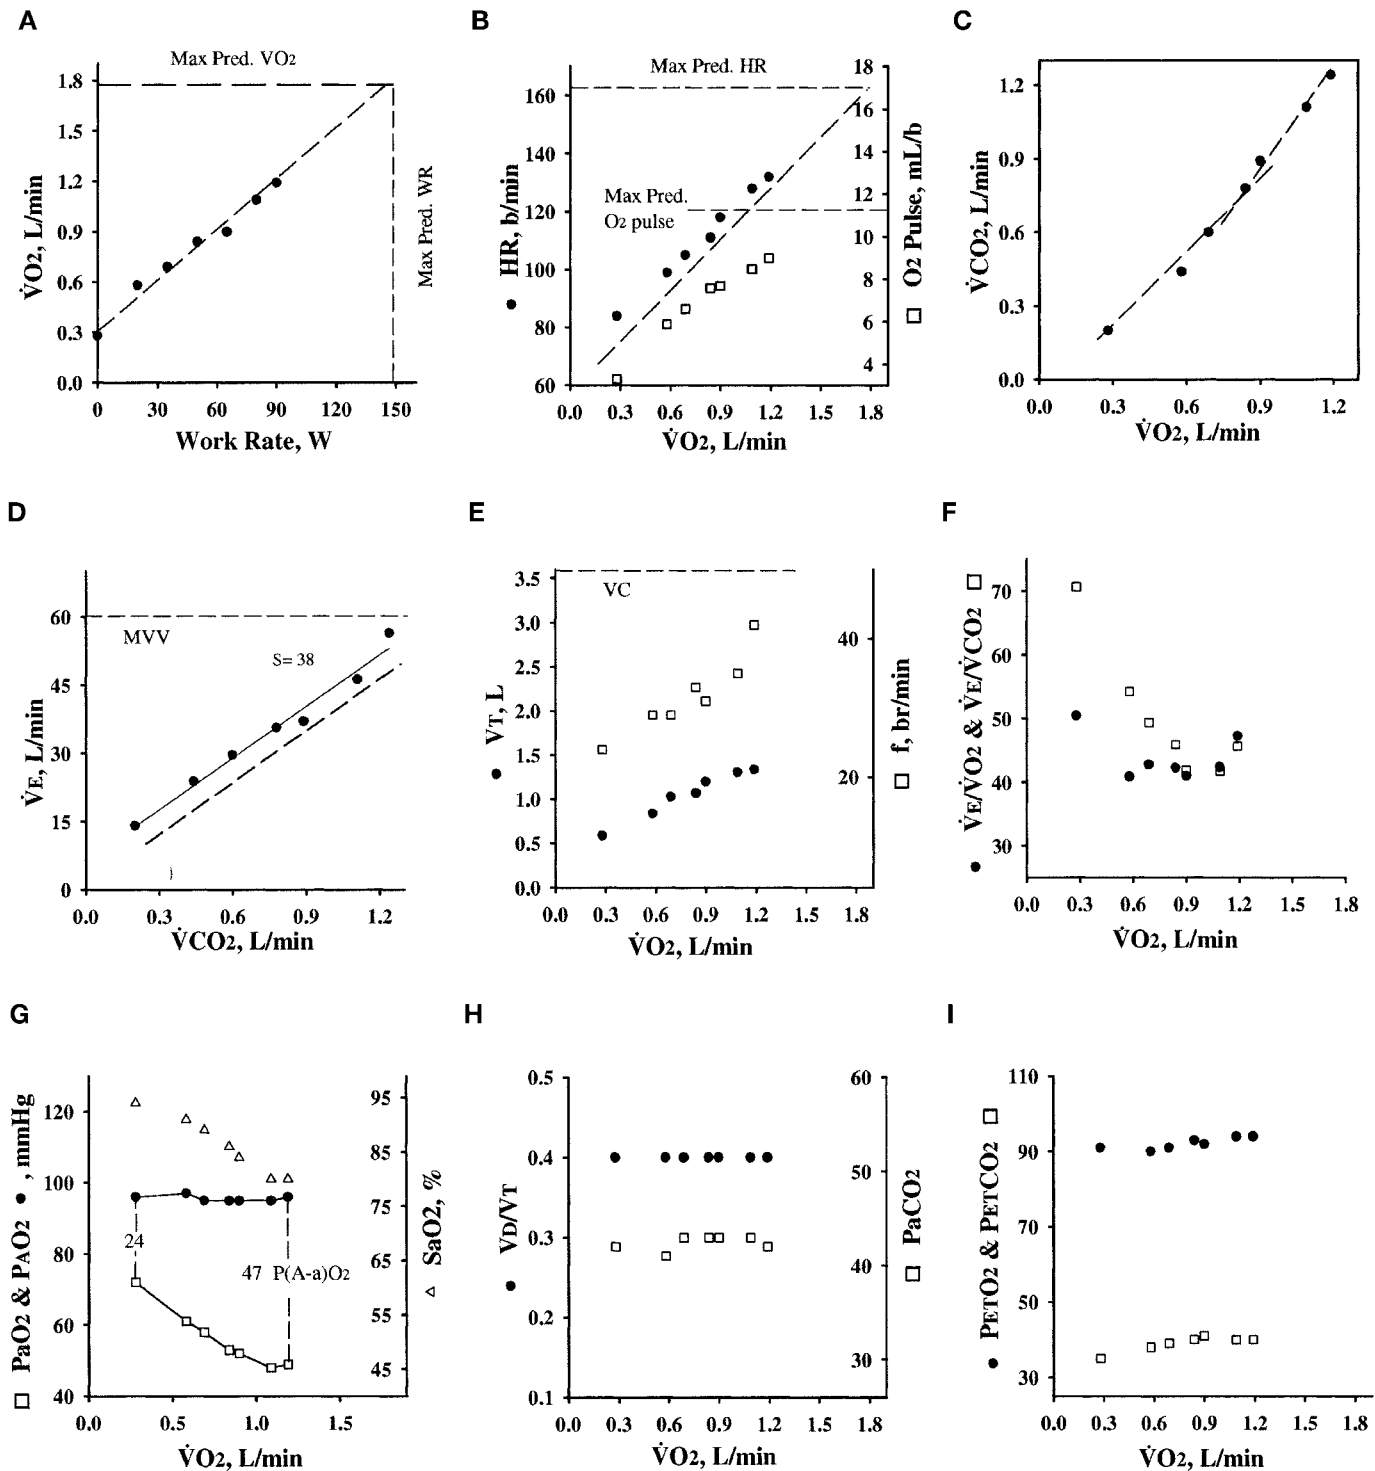 A
Max Pred. VO2
1.8
1.5
1.2
0.9
0.6
0.3
0.0
V̇O2, L/min
Max Pred. WR
0 30 60 90 120 150
Work Rate, W
B
Max Pred. HR
160
140
120
100
80
60
● HR, b/min
Max Pred.
O2 pulse
18
16
14
12
10
8
6
4
□ O2 Pulse, mL/b
0.0 0.3 0.6 0.9 1.2 1.5 1.8
V̇O2, L/min
C
1.2
0.9
0.6
0.3
0.0
V̇CO2, L/min
0.0 0.3 0.6 0.9 1.2
V̇O2, L/min
D
60
45
30
15
0
V̇E, L/min
MVV
S= 38
0.0 0.3 0.6 0.9 1.2
V̇CO2, L/min
E
3.5
3.0
2.5
2.0
1.5
1.0
0.5
0.0
● VT, L
VC
40
20
□ f, br/min
0.0 0.3 0.6 0.9 1.2 1.5 1.8
V̇O2, L/min
F
70
60
50
40
30
● V̇E/V̇O2 & V̇E/V̇CO2 □
0.0 0.3 0.6 0.9 1.2 1.5 1.8
V̇O2, L/min
G
120
100
80
60
40
□ PaO2 & PAO2 ●, mmHg
24
47 P(A-a)O2
95
85
75
65
55
45
△ SaO2, %
0.0 0.5 1.0 1.5
V̇O2, L/min
H
0.5
0.4
0.3
0.2
0.1
● VD/VT
60
50
40
30
□ PaCO2
0.0 0.3 0.6 0.9 1.2 1.5 1.8
V̇O2, L/min
I
110
90
70
50
30
● PETO2 & PETCO2 □
0.0 0.3 0.6 0.9 1.2 1.5 1.8
V̇O2, L/min